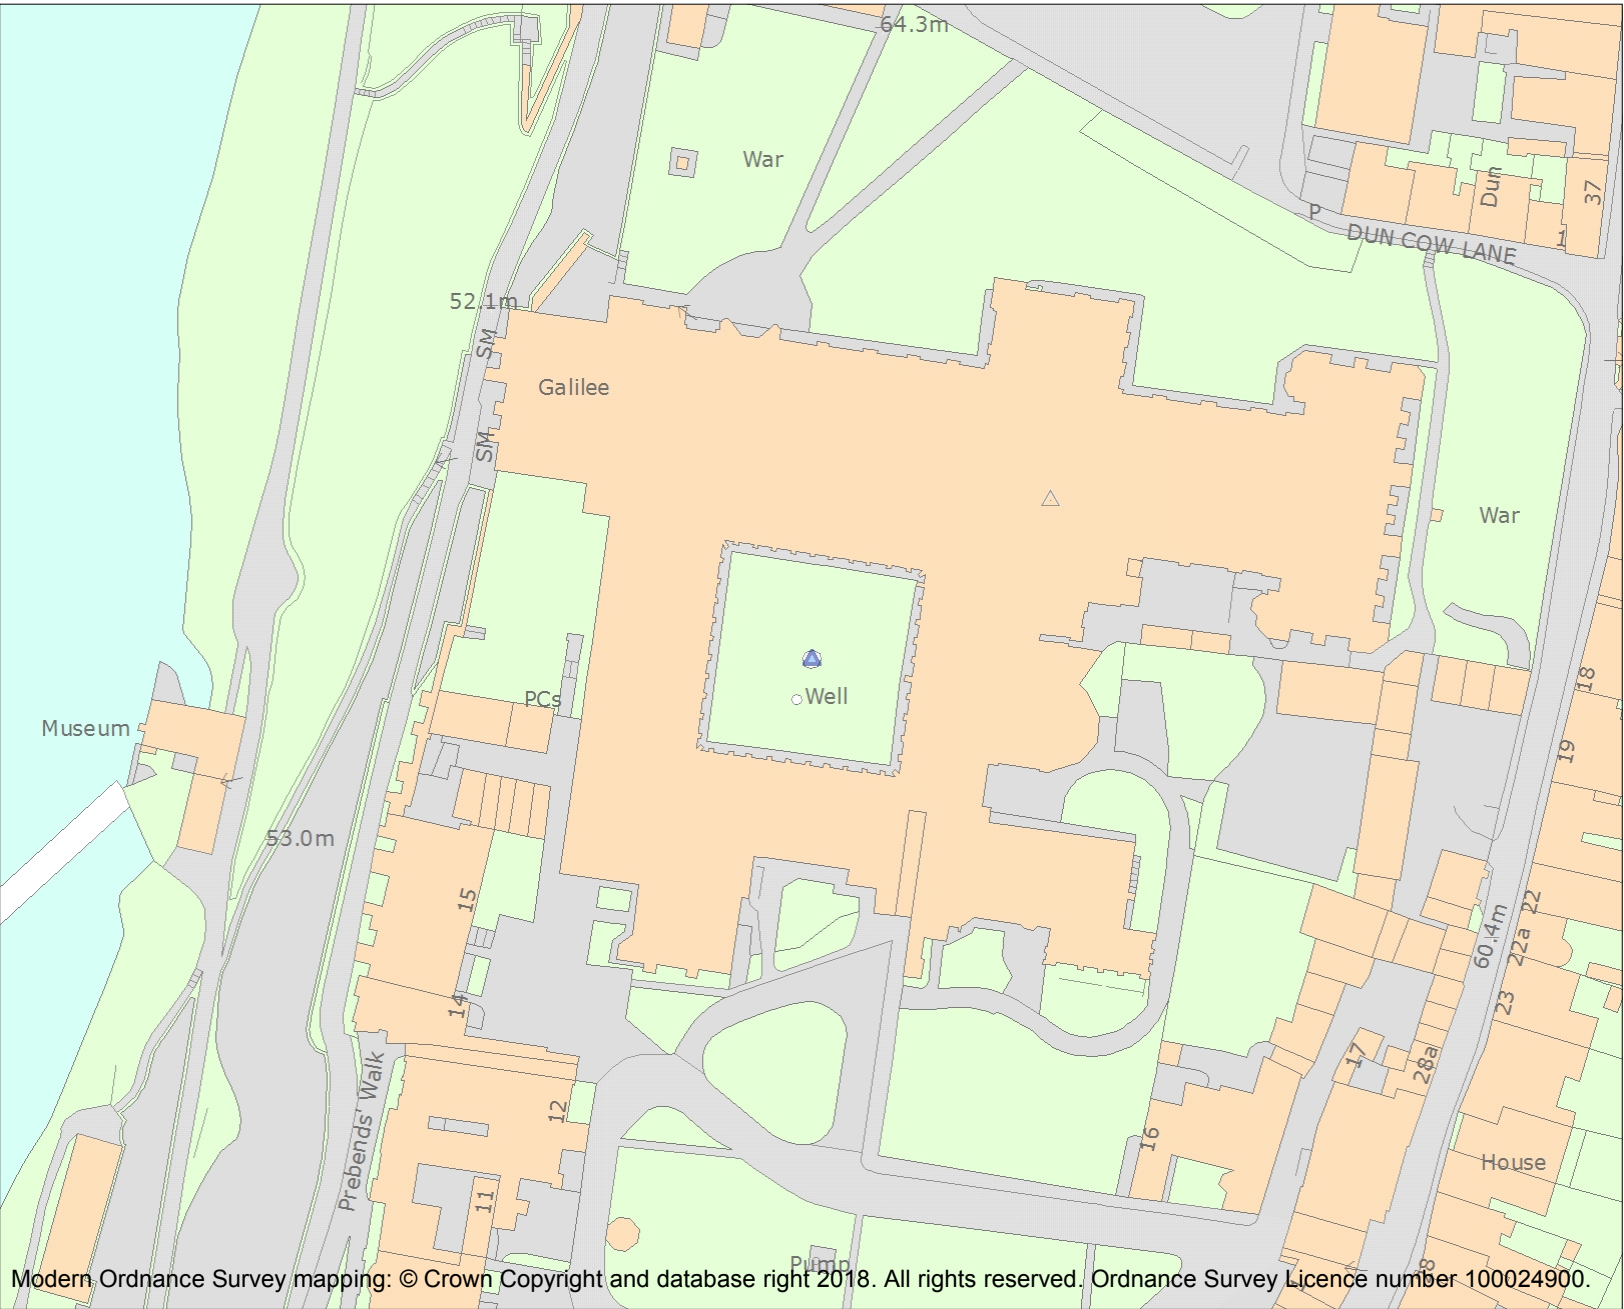 64.3m
War
Dun
37
P
DUN COW LANE
1
52.1m
SM
Galilee
SM
War
Well
PCs
18
Museum
19
53.0m
15
22
60.4m
22a
14
23
17
28a
Prebends' Walk
12
16
House
11
Pump
Modern Ordnance Survey mapping: © Crown Copyright and database right 2018. All rights reserved. Ordnance Survey Licence number 100024900.